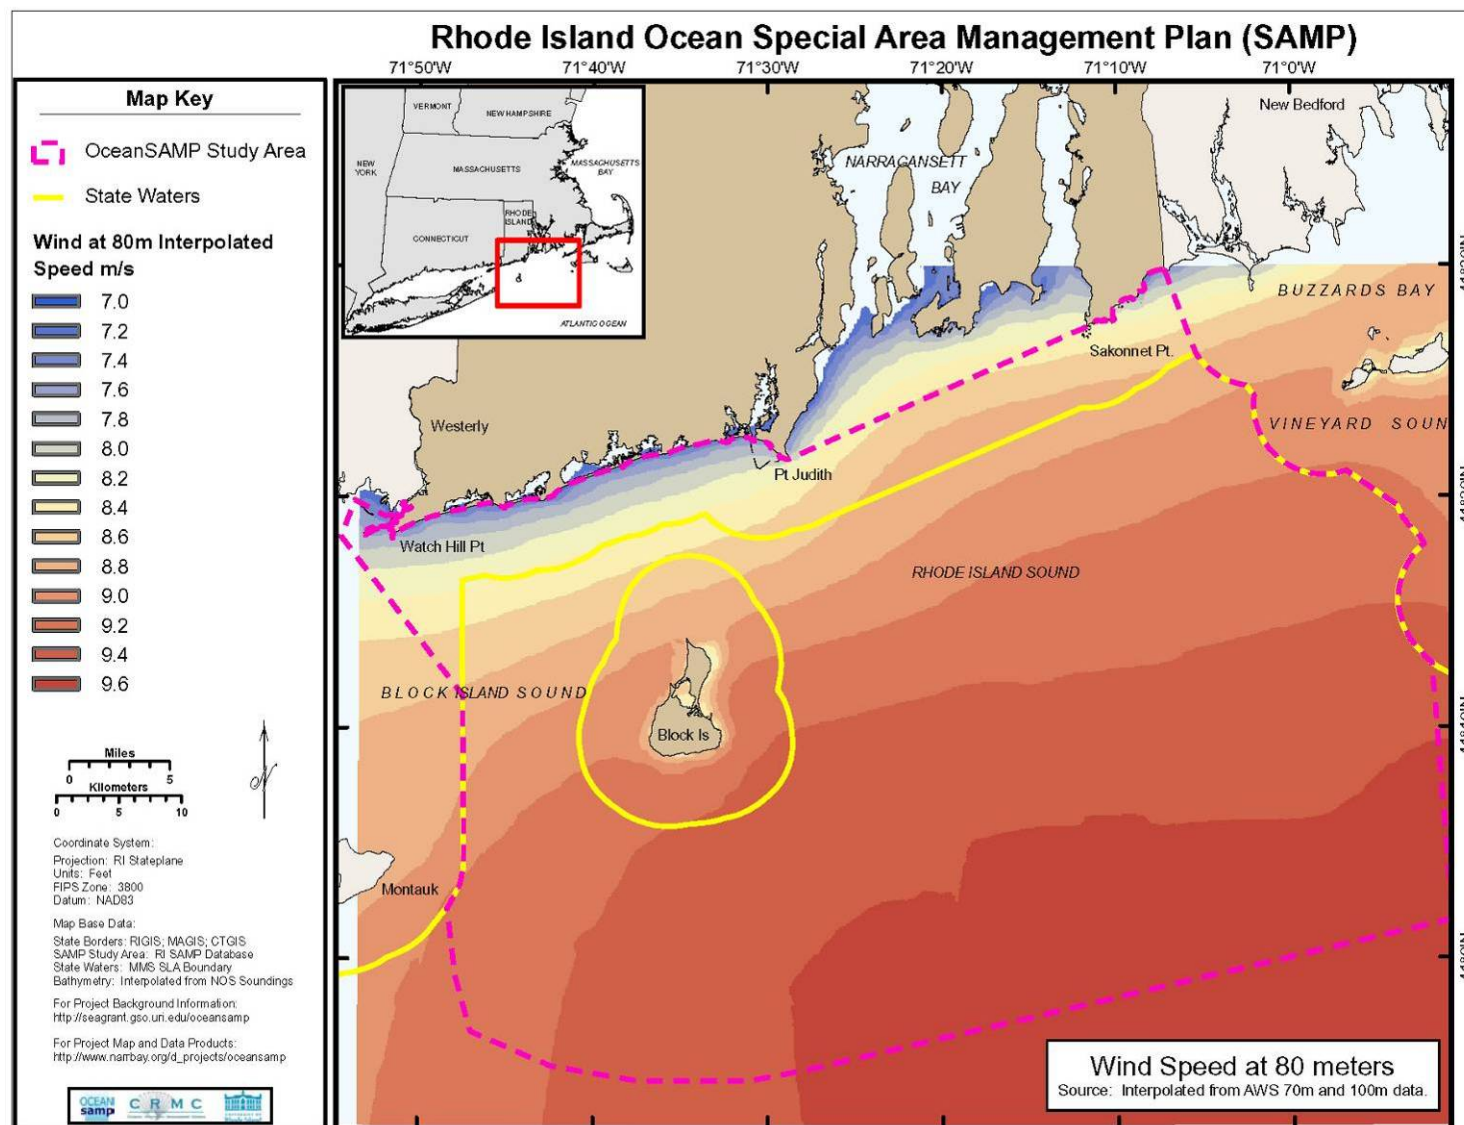 Rhode Island Ocean Special Area Management Plan (SAMP)
71°50'W
71°40'W
71°30'W
71°20'W
71°10'W
71°0'W
Map Key
OceanSAMP Study Area
State Waters
Wind at 80m Interpolated
Speed m/s
7.0
7.2
7.4
7.6
7.8
8.0
8.2
8.4
8.6
8.8
9.0
9.2
9.4
9.6
Miles
0 5
Kilometers
0 5 10
N
Coordinate System:
Projection: RI Stateplane
Units: Feet
FIPS Zone: 3800
Datum: NAD83
Map Base Data:
State Borders: RIGIS; MAGIS; CTGIS
SAMP Study Area: RI SAMP Database
State Waters: MMS SLA Boundary
Bathymetry: Interpolated from NOS Soundings
For Project Background Information:
http://seagrant.gso.uri.edu/oceansamp
For Project Map and Data Products:
http://www.narrbay.org/d_projects/oceansamp
OCEAN
samp
CRMC
VERMONT
NEW HAMPSHIRE
NEW
YORK
MASSACHUSETTS
MASSACHUSETTS
BAY
RHODE
ISLAND
CONNECTICUT
ATLANTIC OCEAN
NARRAGANSETT
BAY
New Bedford
BUZZARDS BAY
Sakonnet Pt.
VINEYARD SOUN
Westerly
Pt Judith
Watch Hill Pt
RHODE ISLAND SOUND
BLOCK ISLAND SOUND
Block Is
Montauk
Wind Speed at 80 meters
Source: Interpolated from AWS 70m and 100m data.